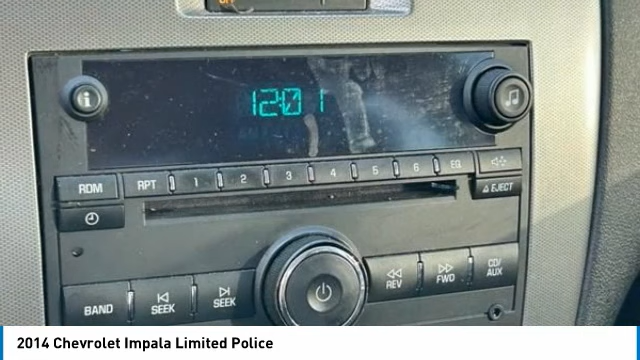 OFF
12:01
RDM RPT 1 2 3 4 5 6 EQ
EJECT
BAND SEEK SEEK REV FWD CD/
AUX
2014 Chevrolet Impala Limited Police